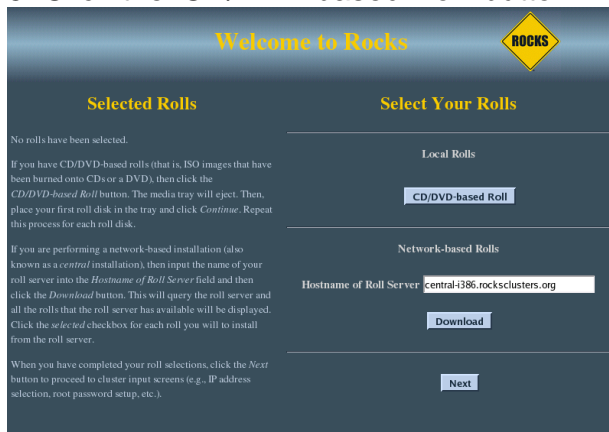 Welcome to Rocks
ROCKS
Selected Rolls
No rolls have been selected.
If you have CD/DVD-based rolls (that is, ISO images that have
been burned onto CDs or a DVD), then click the
CD/DVD-based Roll button. The media tray will eject. Then,
place your first roll disk in the tray and click Continue. Repeat
this process for each roll disk.
If you are performing a network-based installation (also
known as a central installation), then input the name of your
roll server into the Hostname of Roll Server field and then
click the Download button. This will query the roll server and
all the rolls that the roll server has available will be displayed.
Click the selected checkbox for each roll you will to install
from the roll server.
When you have completed your roll selections, click the Next
button to proceed to cluster input screens (e.g., IP address
selection, root password setup, etc.).
Select Your Rolls
Local Rolls
CD/DVD-based Roll
Network-based Rolls
Hostname of Roll Server central-i386.rocksclusters.org
Download
Next